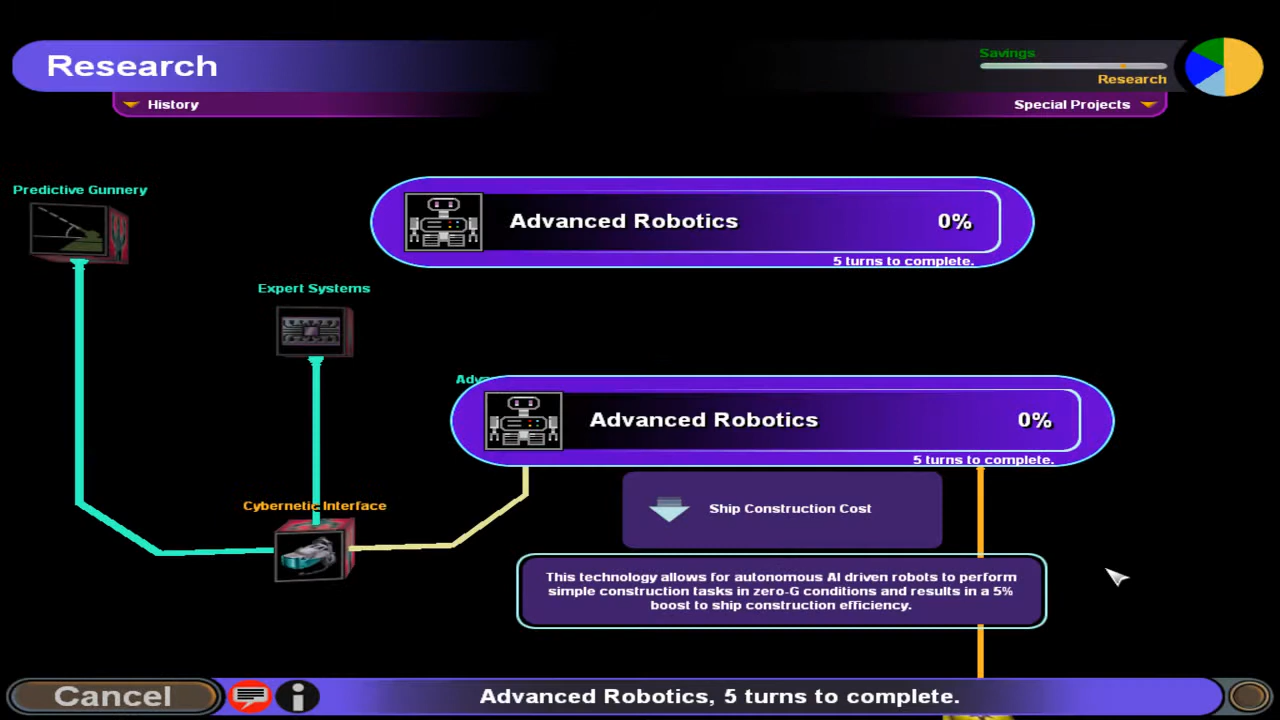 Research
Savings
Research
History
Special Projects
Predictive Gunnery
Advanced Robotics 0%
5 turns to complete.
Expert Systems
Adv
Advanced Robotics 0%
5 turns to complete.
Ship Construction Cost
Cybernetic Interface
This technology allows for autonomous AI driven robots to perform
simple construction tasks in zero-G conditions and results in a 5%
boost to ship construction efficiency.
Cancel
Advanced Robotics, 5 turns to complete.